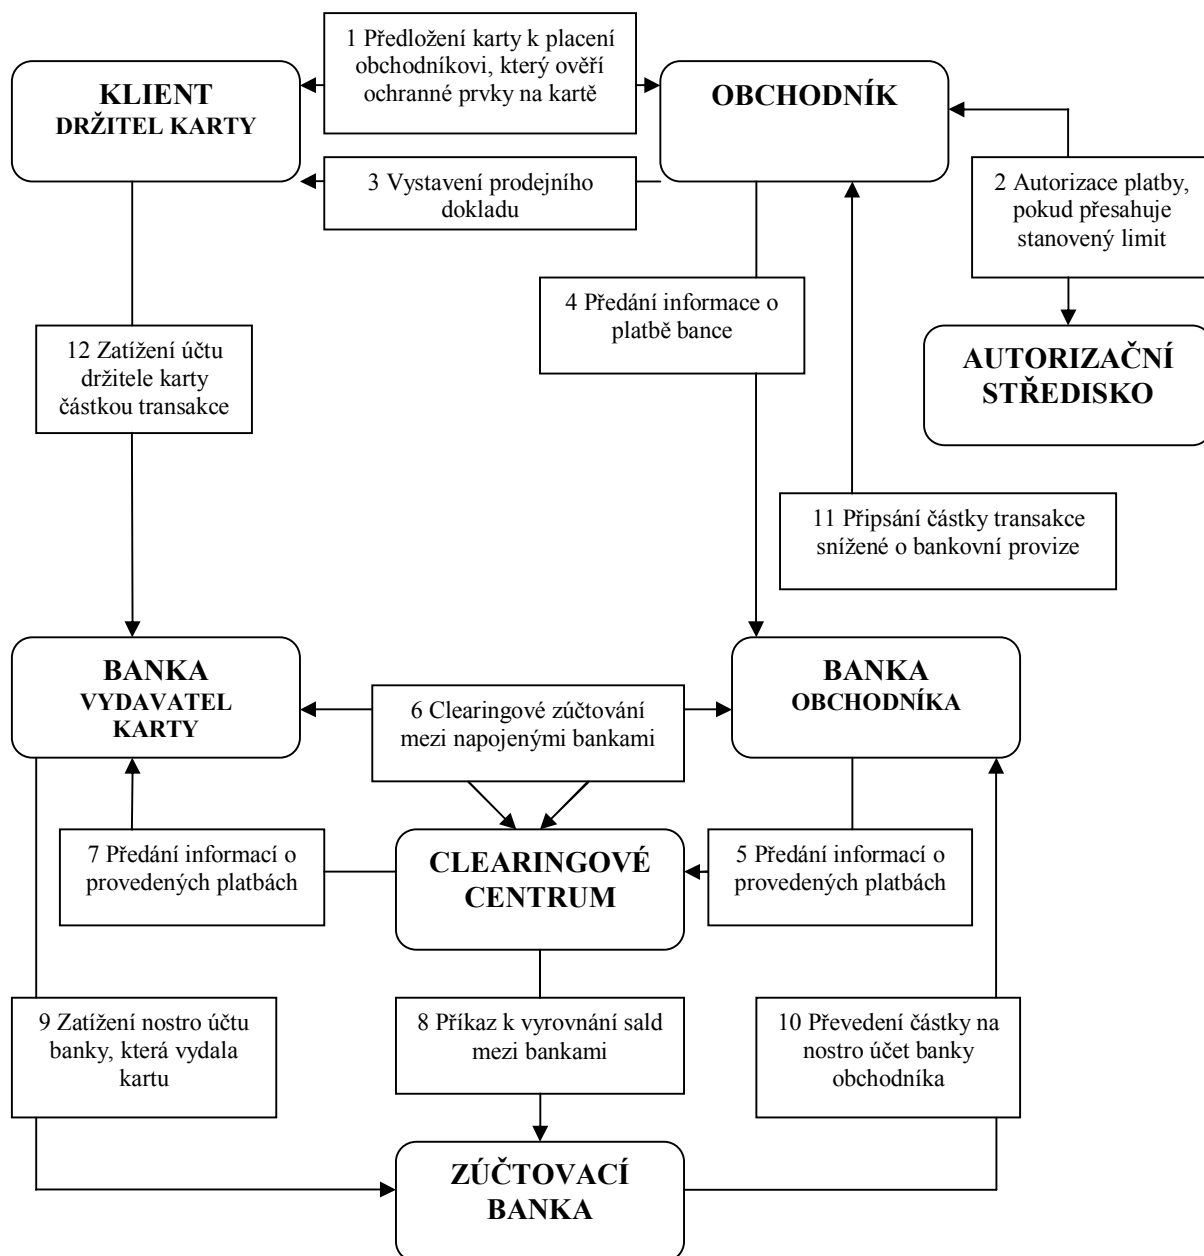 1 Předložení karty k placení
obchodníkovi, který ověří
ochranné prvky na kartě
KLIENT
DRŽITEL KARTY
OBCHODNÍK
3 Vystavení prodejního
dokladu
2 Autorizace platby,
pokud přesahuje
stanovený limit
4 Předání informace o
platbě bance
12 Zatížení účtu
držitele karty
částkou transakce
AUTORIZAČNÍ
STŘEDISKO
11 Připsání částky transakce
snížené o bankovní provize
BANKA
VYDAVATEL
KARTY
6 Clearingové zúčtování
mezi napojenými bankami
BANKA
OBCHODNÍKA
7 Předání informací o
provedených platbách
CLEARINGOVÉ
CENTRUM
5 Předání informací o
provedených platbách
9 Zatížení nostro účtu
banky, která vydala
kartu
8 Příkaz k vyrovnání sald
mezi bankami
10 Převedení částky na
nostro účet banky
obchodníka
ZÚČTOVACÍ
BANKA